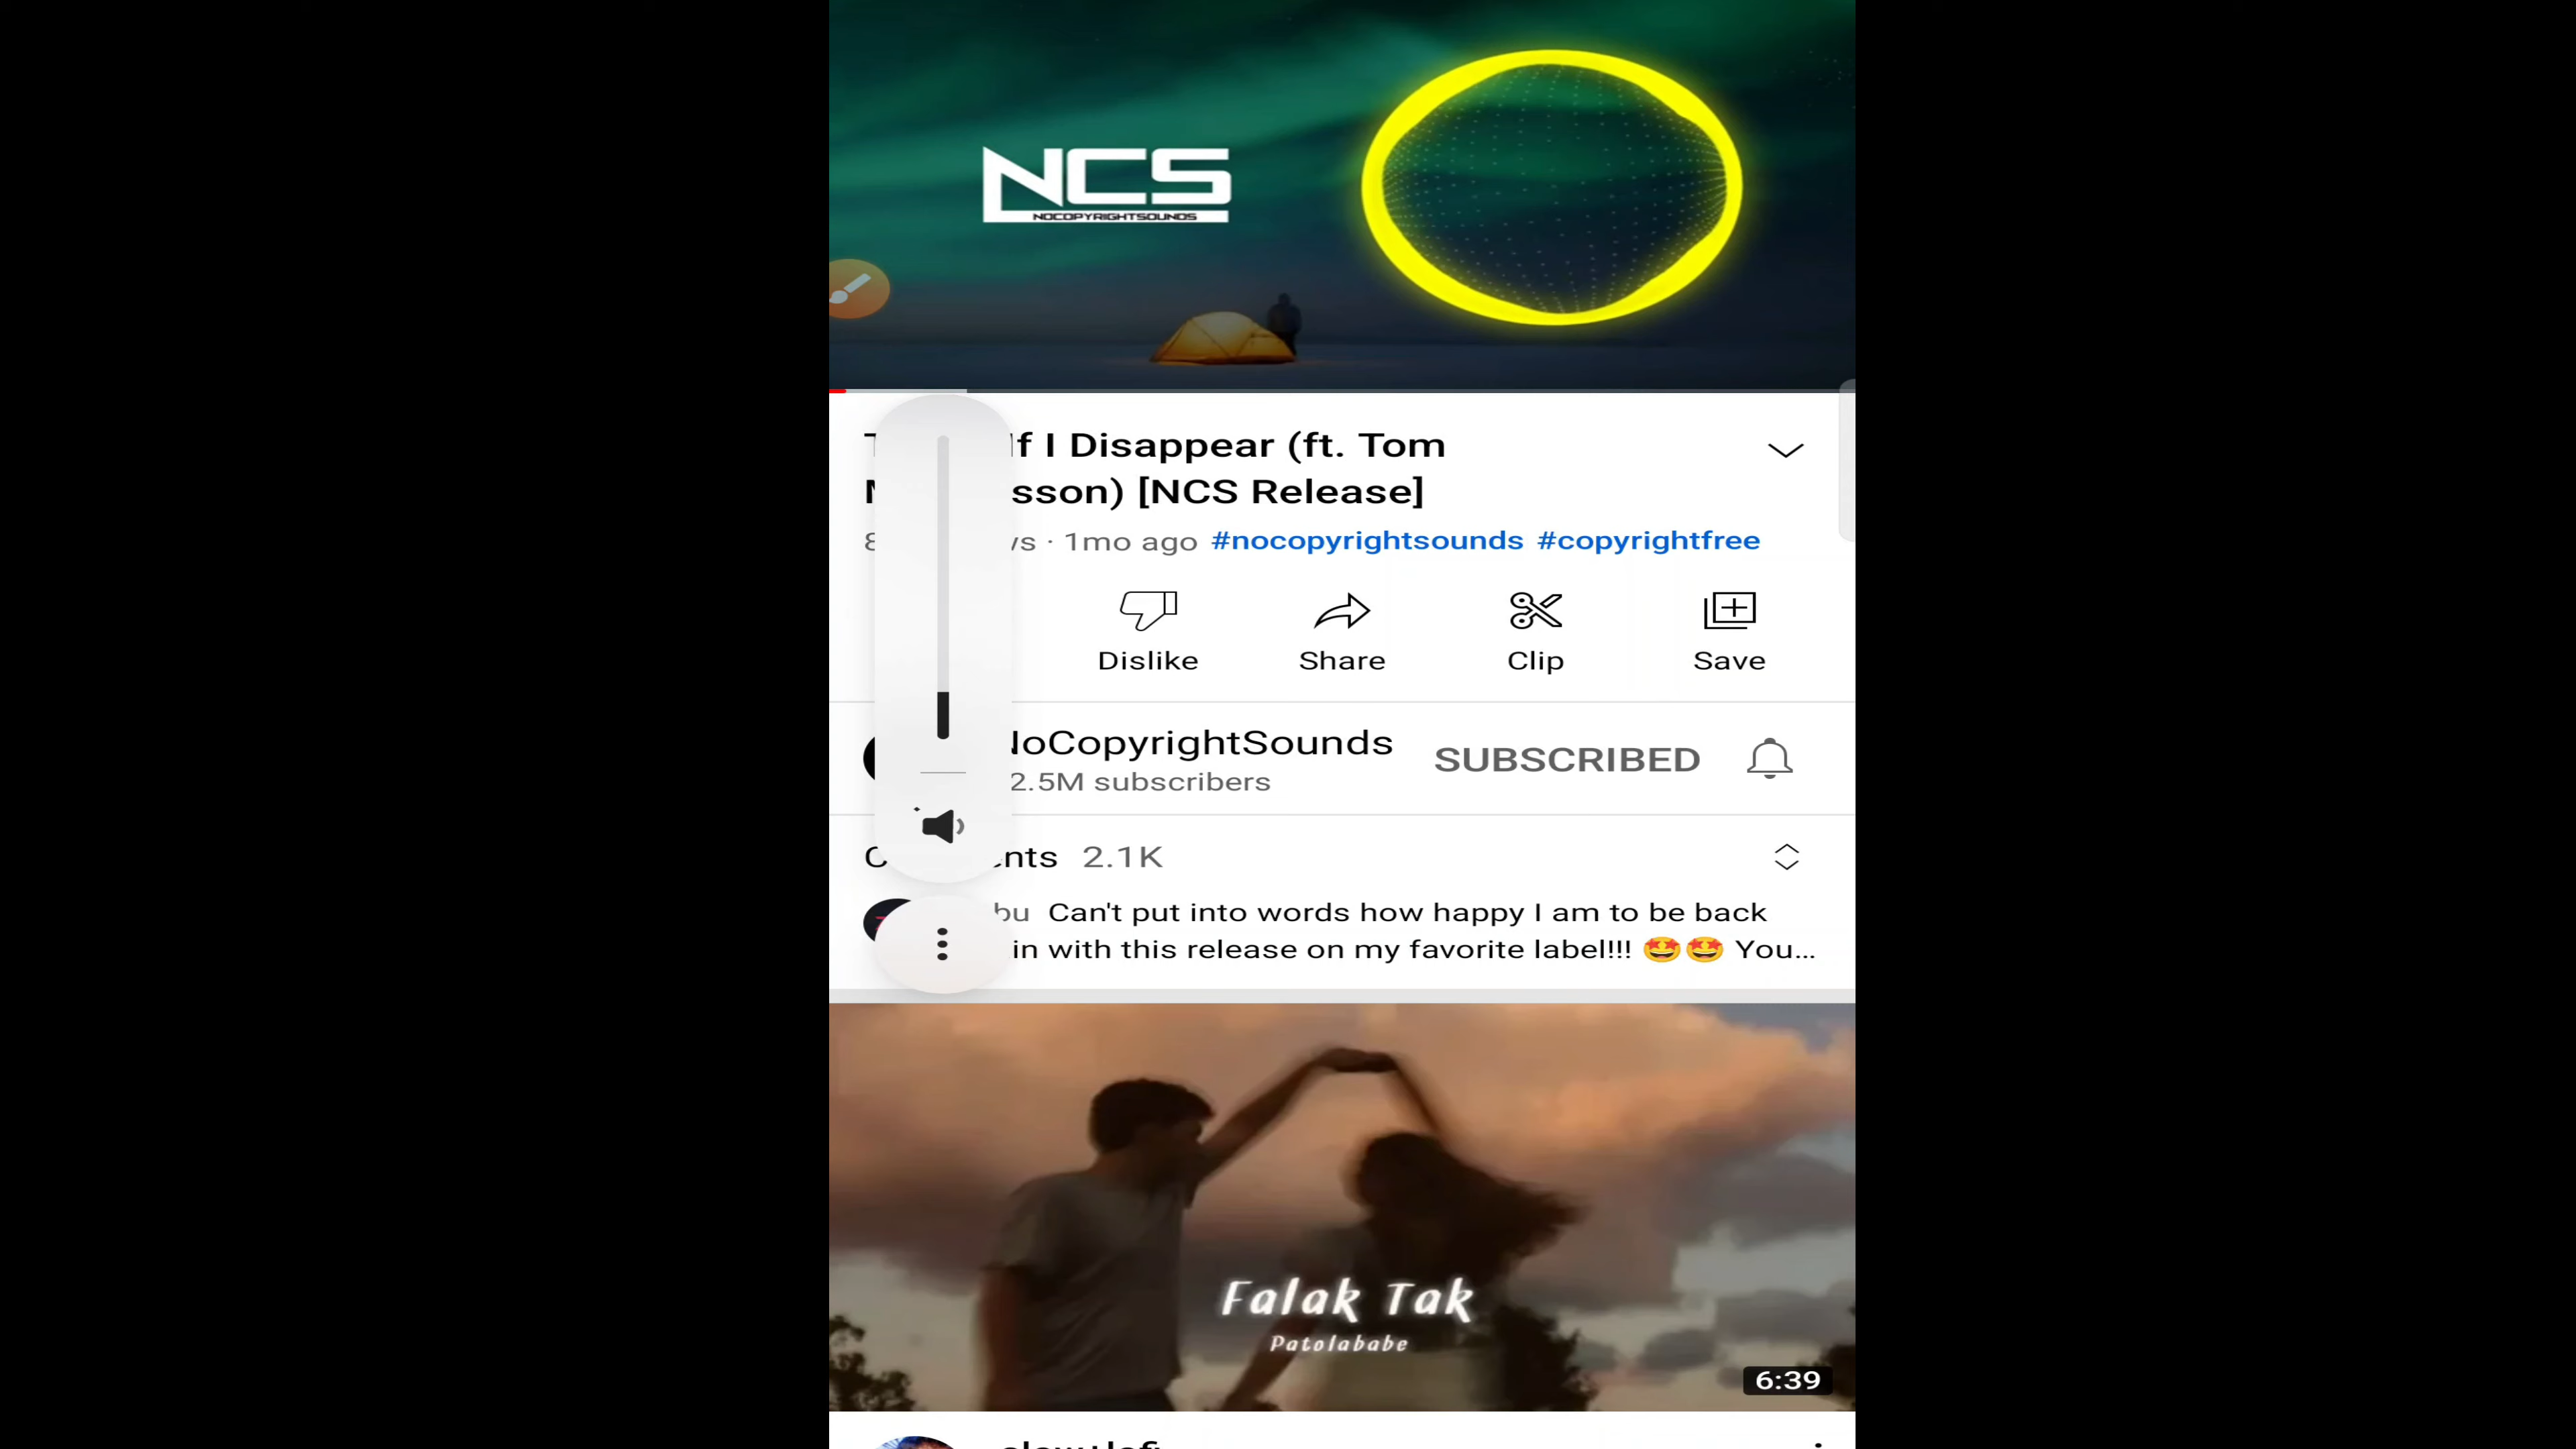 NCS
NOCOPYRIGHTSOUNDS
If I Disappear (ft. Tom
sson) [NCS Release]
· 1mo ago #nocopyrightsounds #copyrightfree
Dislike Share Clip Save
NoCopyrightSounds
SUBSCRIBED
2.5M subscribers
nts 2.1K
bu Can't put into words how happy I am to be back
in with this release on my favorite label!!! 🤩🤩 You...
Falak Tak
Patolababe
6:39